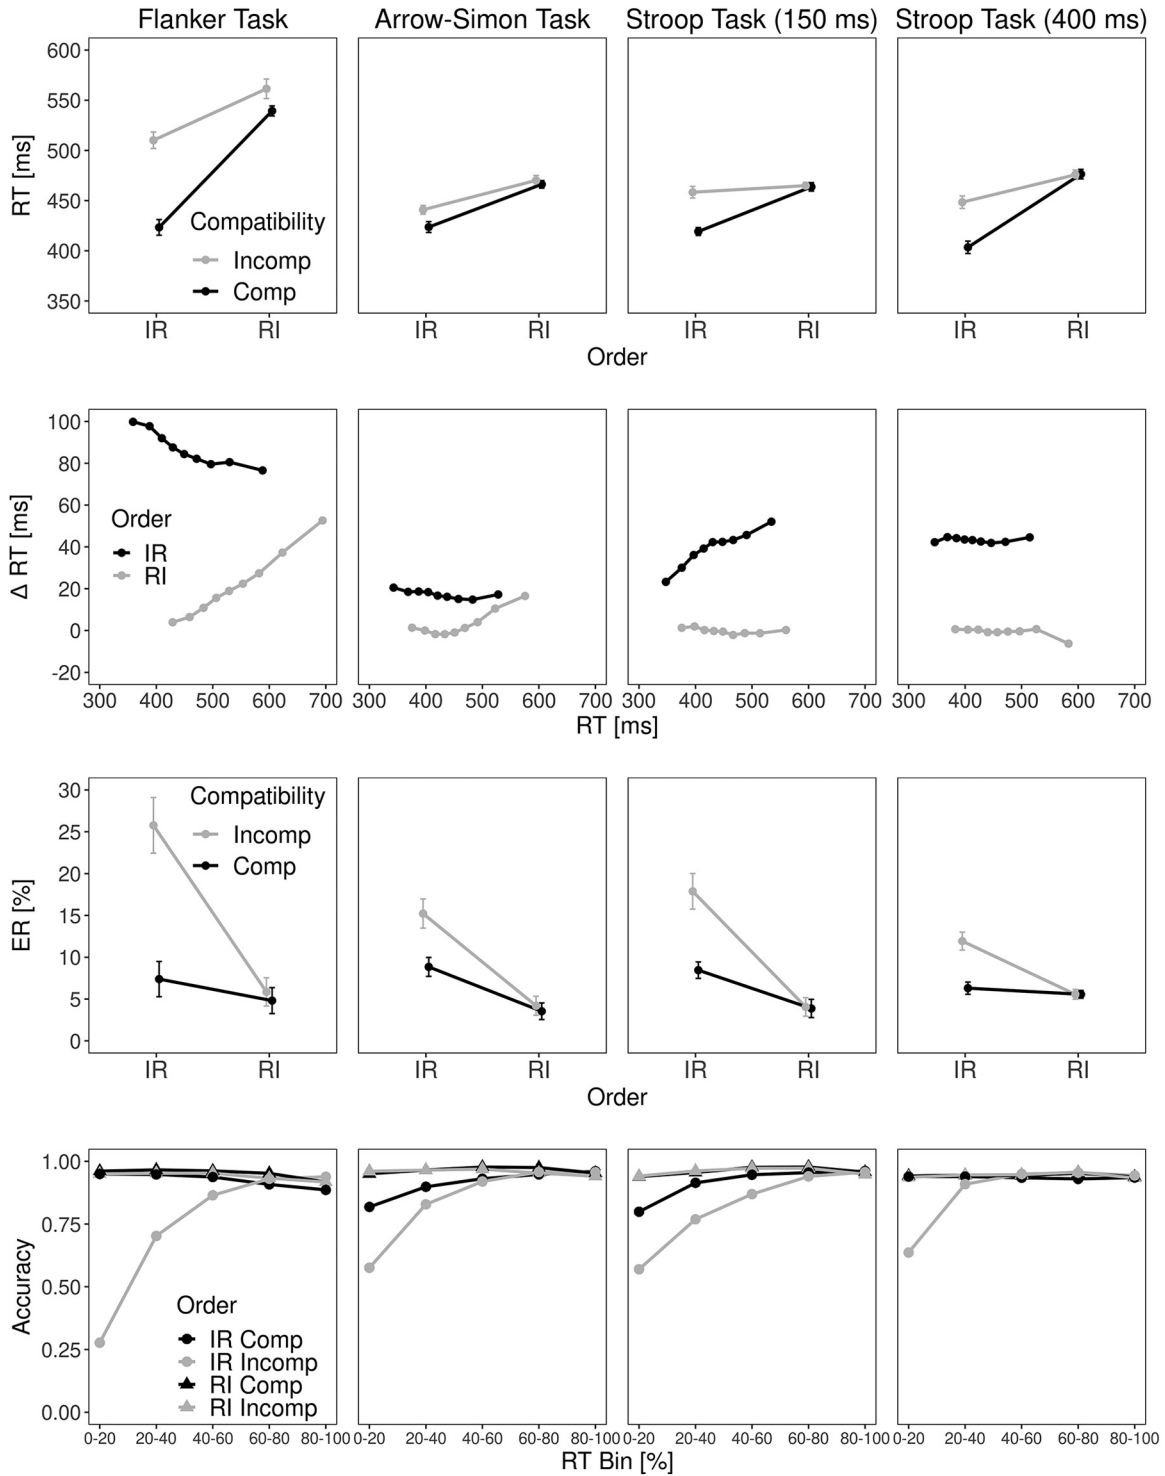 Flanker Task
Arrow-Simon Task
Stroop Task (150 ms)
Stroop Task (400 ms)
RT [ms]
600
550
500
450
400
350
Compatibility
Incomp
Comp
IR RI
IR RI
IR RI
IR RI
Order
Δ RT [ms]
100
80
60
40
20
0
-20
Order
IR
RI
300 400 500 600 700
300 400 500 600 700
300 400 500 600 700
300 400 500 600 700
RT [ms]
ER [%]
30
25
20
15
10
5
0
Compatibility
Incomp
Comp
IR RI
IR RI
IR RI
IR RI
Order
Accuracy
1.00
0.75
0.50
0.25
0.00
Order
IR Comp
IR Incomp
RI Comp
RI Incomp
0-20 20-40 40-60 60-80 80-100
0-20 20-40 40-60 60-80 80-100
0-20 20-40 40-60 60-80 80-100
0-20 20-40 40-60 60-80 80-100
RT Bin [%]